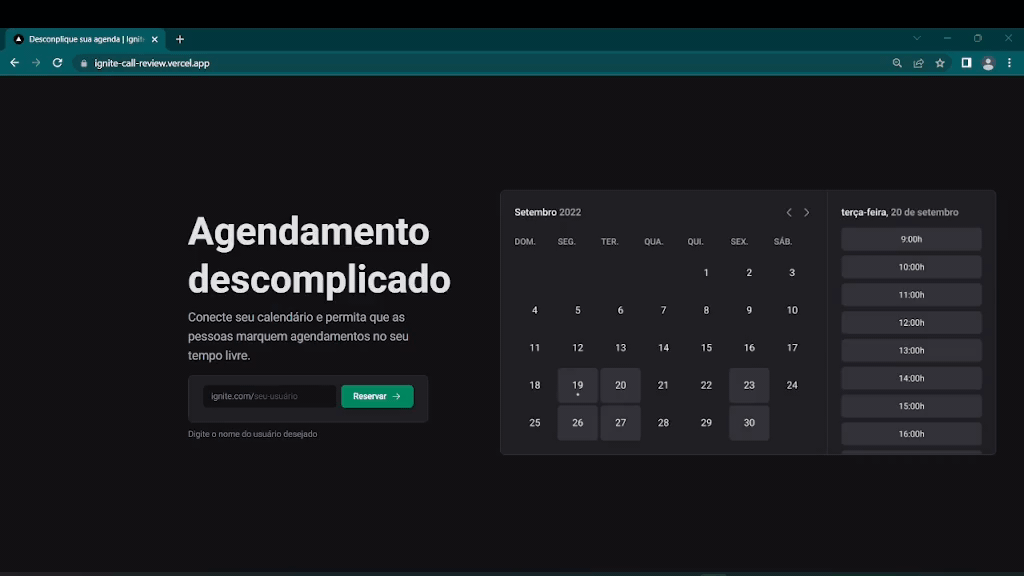 Desconplique sua agenda | Ignit
ignite-call-review.vercel.app
Agendamento
descomplicado
Conecte seu calendário e permita que as
pessoas marquem agendamentos no seu
tempo livre.
ignite.com/seu-usuário
Reservar
Digite o nome do usuário desejado
Setembro 2022
DOM. SEG. TER. QUA. QUI. SEX. SÁB.
1 2 3
4 5 6 7 8 9 10
11 12 13 14 15 16 17
18 19 20 21 22 23 24
25 26 27 28 29 30
terça-feira, 20 de setembro
9:00h
10:00h
11:00h
12:00h
13:00h
14:00h
15:00h
16:00h